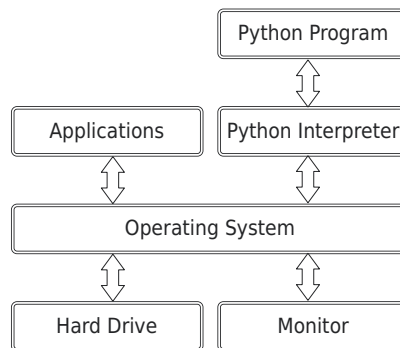 Python Program
Applications
Python Interpreter
Operating System
Hard Drive
Monitor